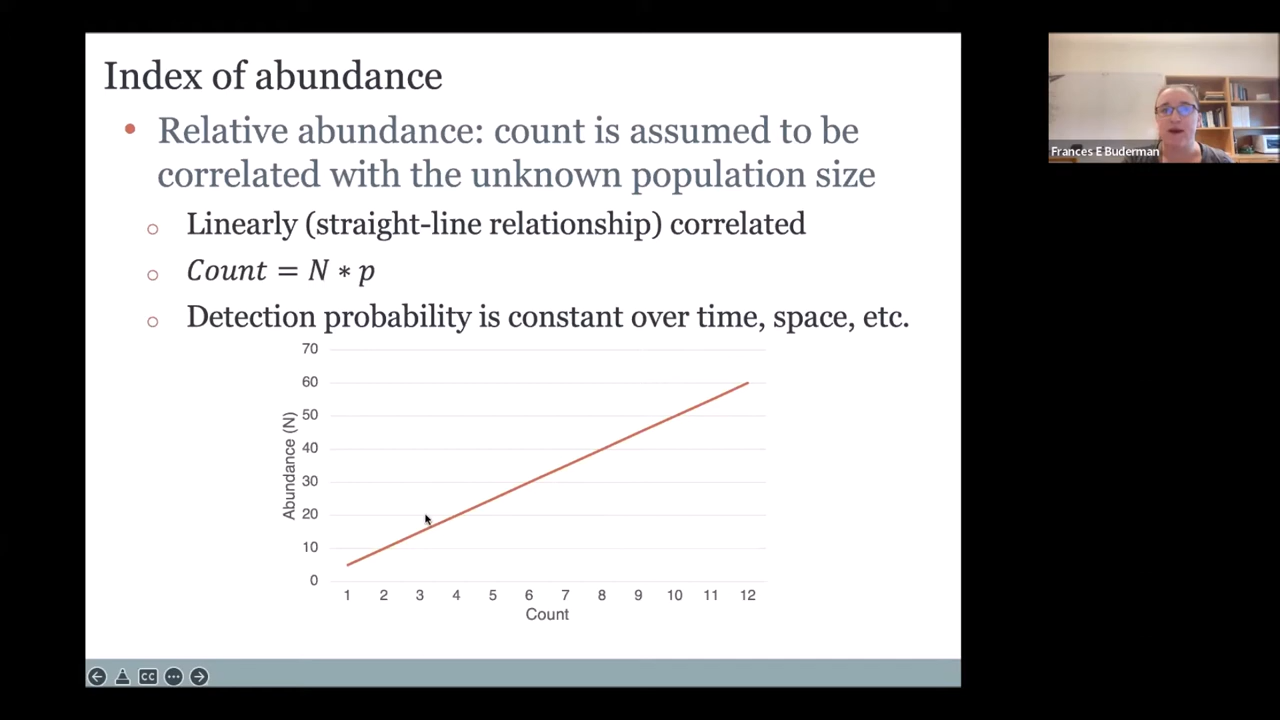 Index of abundance
• Relative abundance: count is assumed to be
correlated with the unknown population size
○ Linearly (straight-line relationship) correlated
○ Count = N ∗ p
○ Detection probability is constant over time, space, etc.
70
60
50
40
30
20
10
0
Abundance (N)
1 2 3 4 5 6 7 8 9 10 11 12
Count
CC
Frances E Buderman